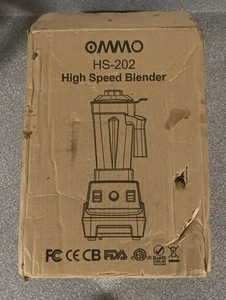 OMMO
HS-202
High Speed Blender
FC CE CB FDA